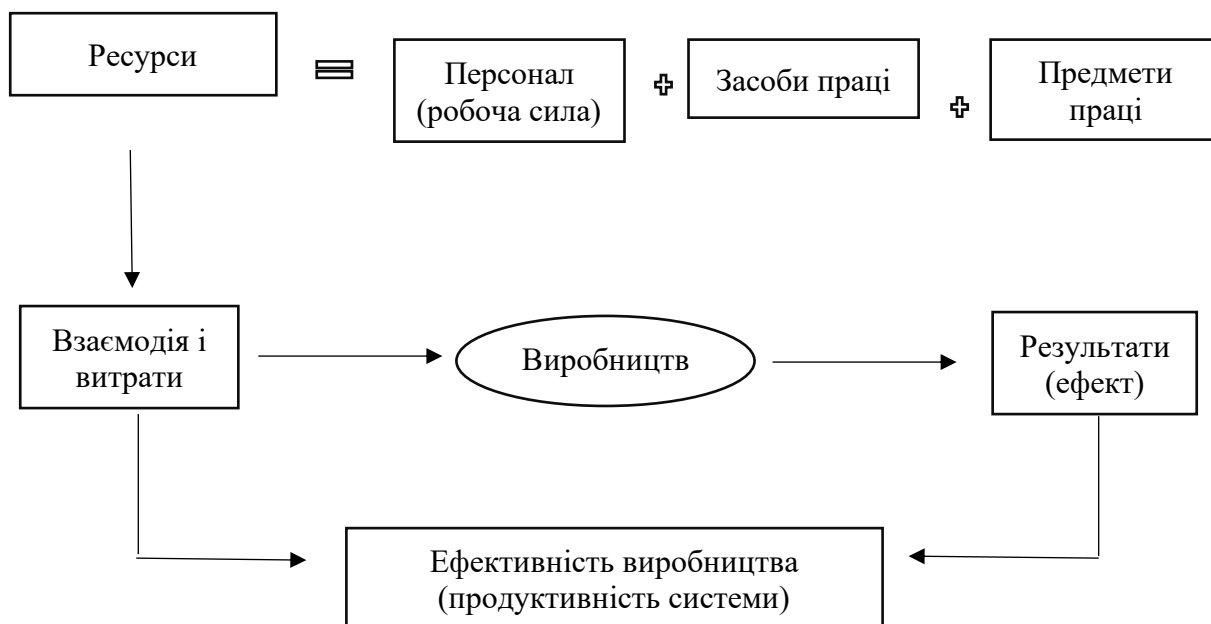 Ресурси
Персонал
(робоча сила)
Засоби праці
Предмети
праці
Взаємодія і
витрати
Виробництв
Результати
(ефект)
Ефективність виробництва
(продуктивність системи)